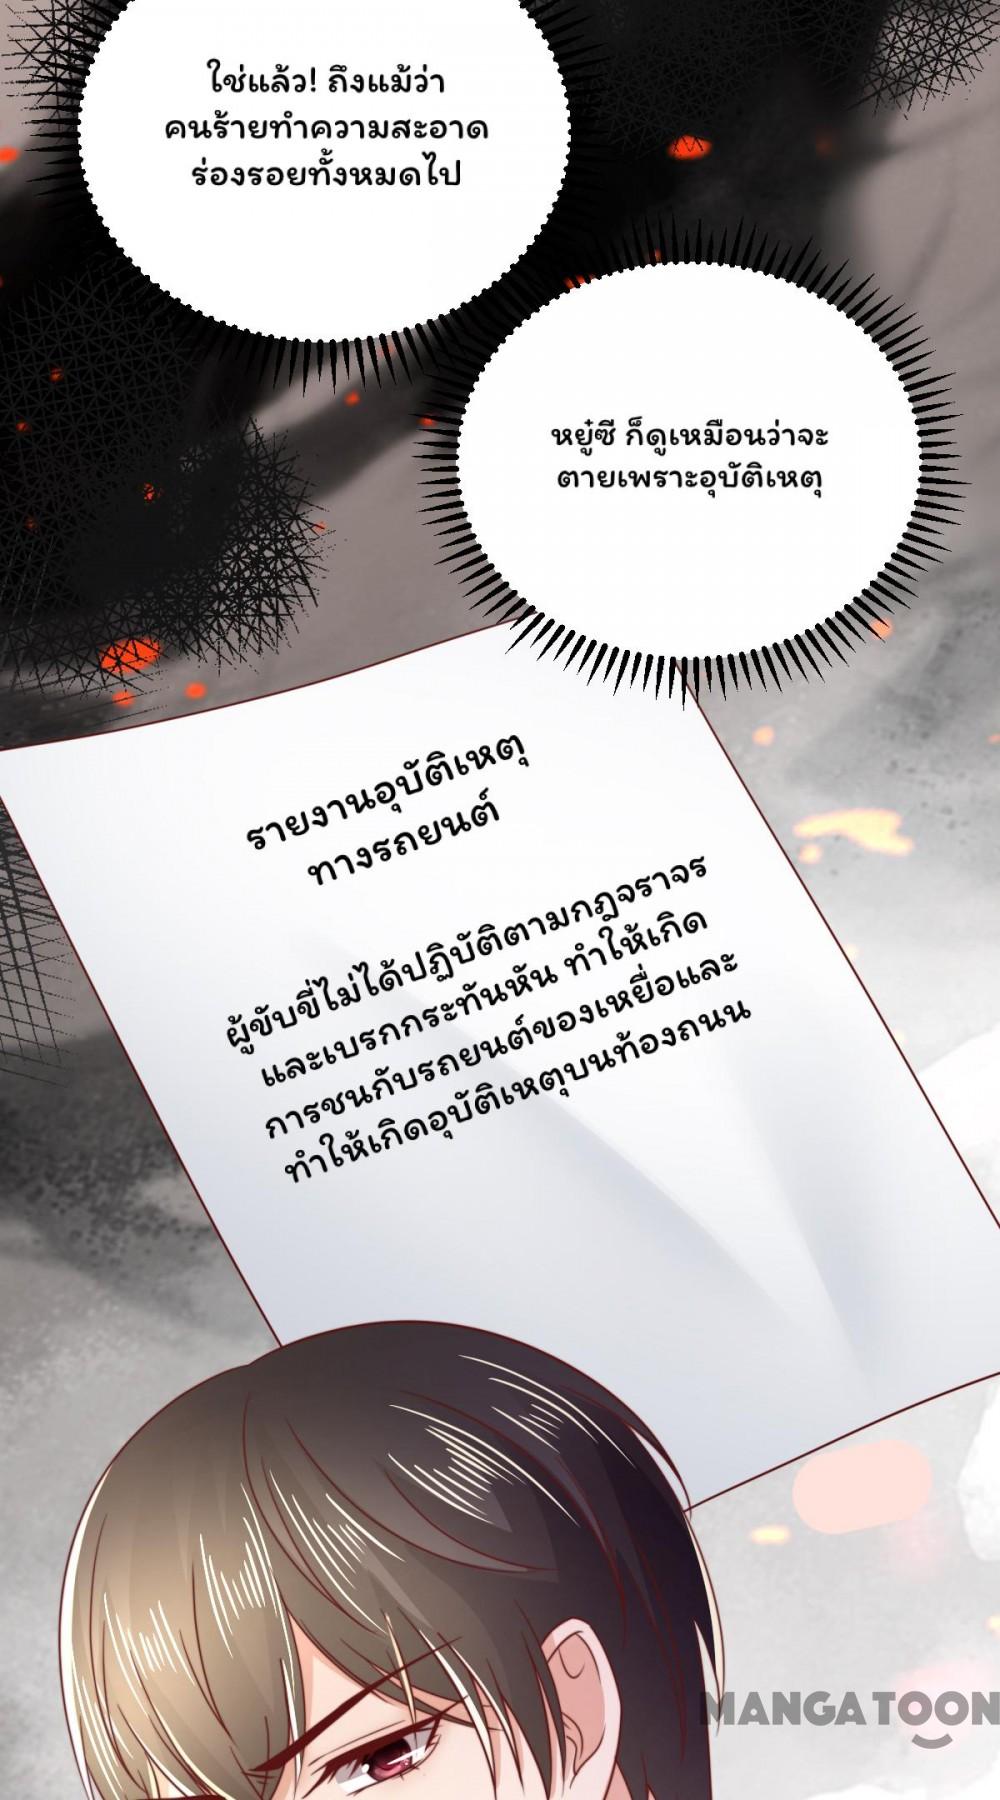 ใช่แล้ว! ถึงแม้ว่า
คนร้ายทำความสะอาด
ร่องรอยทั้งหมดไป
หยู๋ซี ก็ดูเหมือนว่าจะ
ตายเพราะอุบัติเหตุ
รายงานอุบัติเหตุ
ทางรถยนต์
ผู้ขับขี่ไม่ได้ปฏิบัติตามกฎจราจร
และเบรกกระทันหัน ทำให้เกิด
การชนกับรถยนต์ของเหยื่อและ
ทำให้เกิดอุบัติเหตุบนท้องถนน
MANGATOON